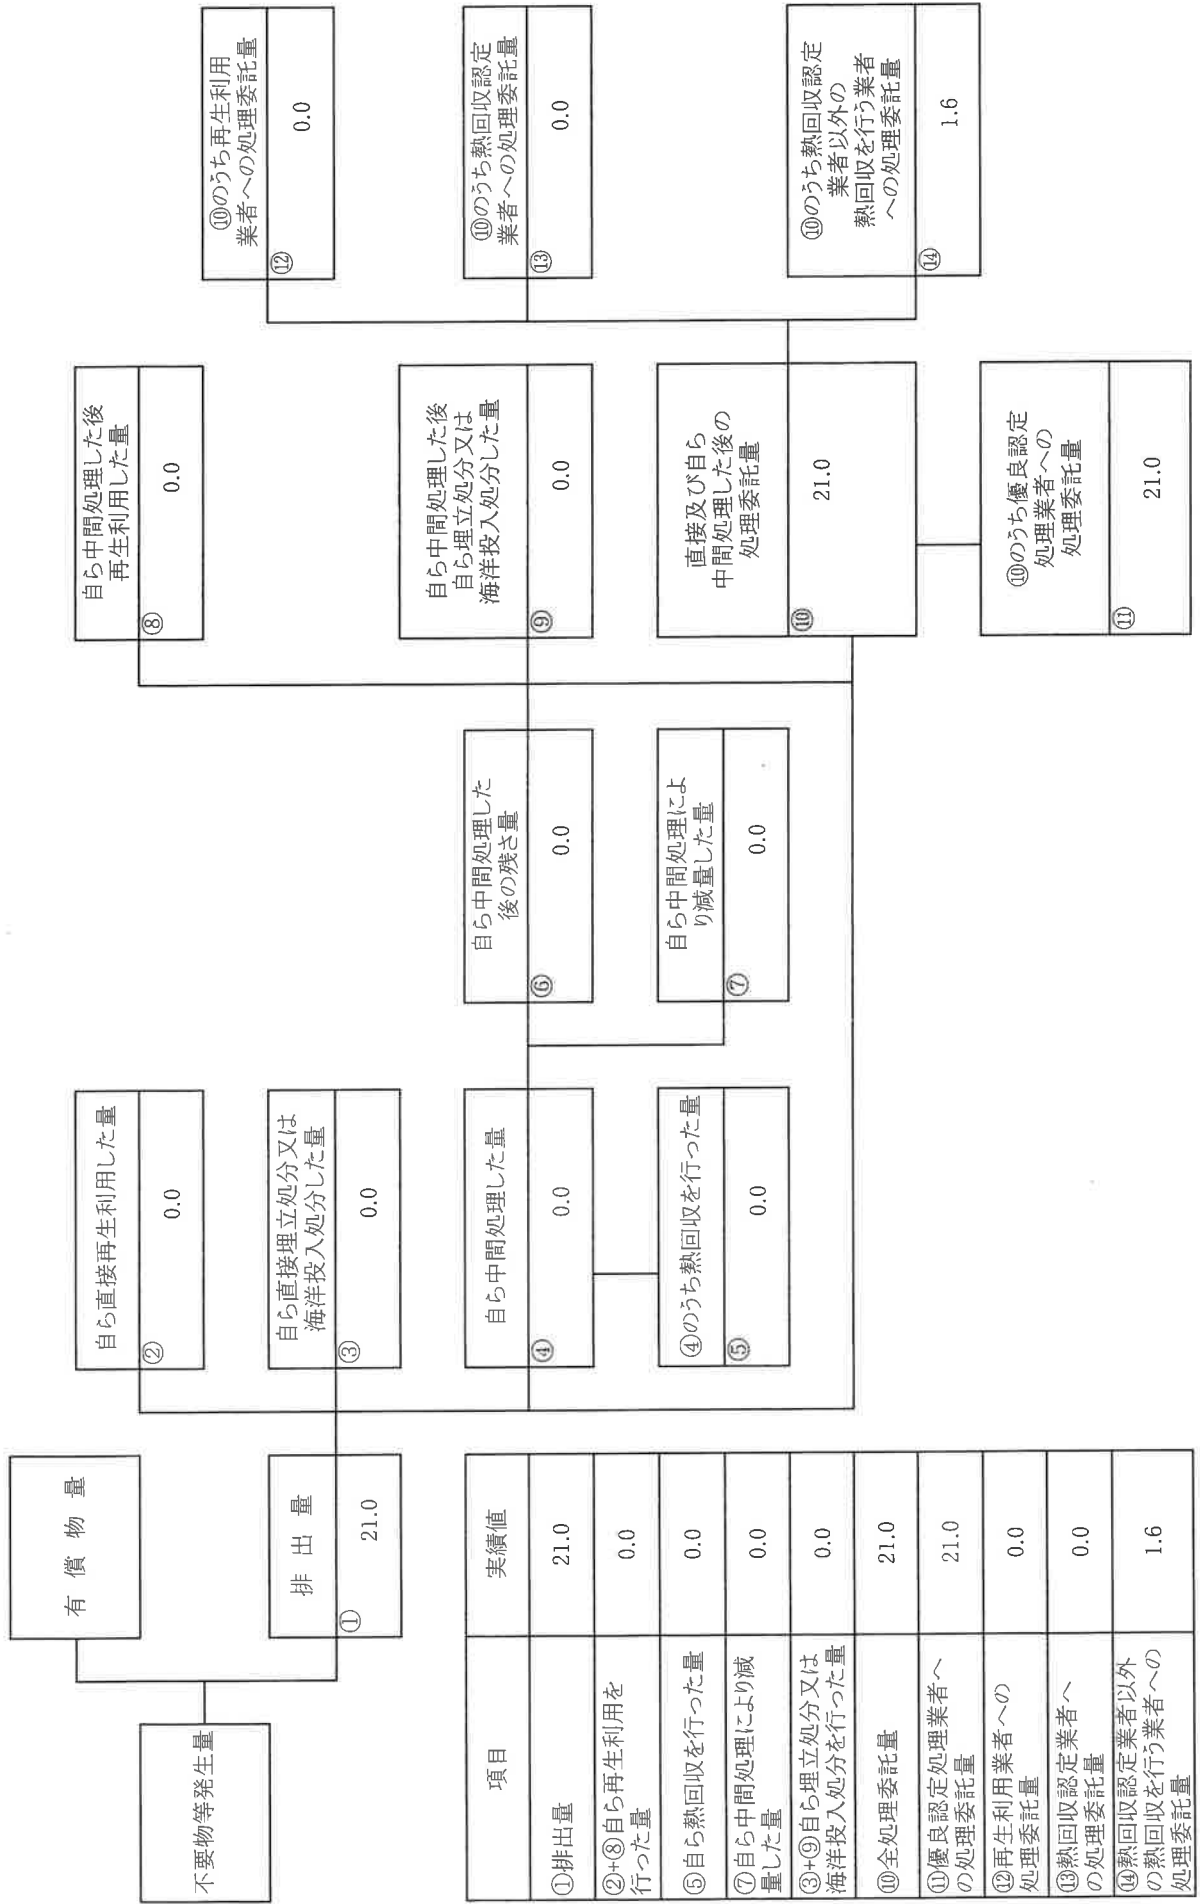 不要物等発生量
有償物量
排出量
①
21.0
自ら直接再生利用した量
②
0.0
自ら直接埋立処分又は
海洋投入処分した量
③
0.0
自ら中間処理した量
④
0.0
④のうち熱回収を行った量
⑤
0.0
自ら中間処理した
後の残さ量
⑥
0.0
自ら中間処理によ
り減量した量
⑦
0.0
自ら中間処理した後
再生利用した量
⑧
0.0
自ら中間処理した後
自ら埋立処分又は
海洋投入処分した量
⑨
0.0
直接及び自ら
中間処理した後の
処理委託量
⑩
21.0
⑩のうち優良認定
処理業者への
処理委託量
⑪
21.0
⑩のうち再生利用
業者への処理委託量
⑫
0.0
⑩のうち熱回収認定
業者への処理委託量
⑬
0.0
⑩のうち熱回収認定
業者以外の
熱回収を行う業者
への処理委託量
⑭
1.6
項目 実績値
①排出量 21.0
②+⑧自ら再生利用を
行った量 0.0
⑤自ら熱回収を行った量 0.0
⑦自ら中間処理により減
量した量 0.0
③+⑨自ら埋立処分又は
海洋投入処分を行った量 0.0
⑩全処理委託量 21.0
⑪優良認定処理業者へ
の処理委託量 21.0
⑫再生利用業者への
処理委託量 0.0
⑬熱回収認定業者へ
の処理委託量 0.0
⑭熱回収認定業者以外
の熱回収を行う業者への
処理委託量 1.6